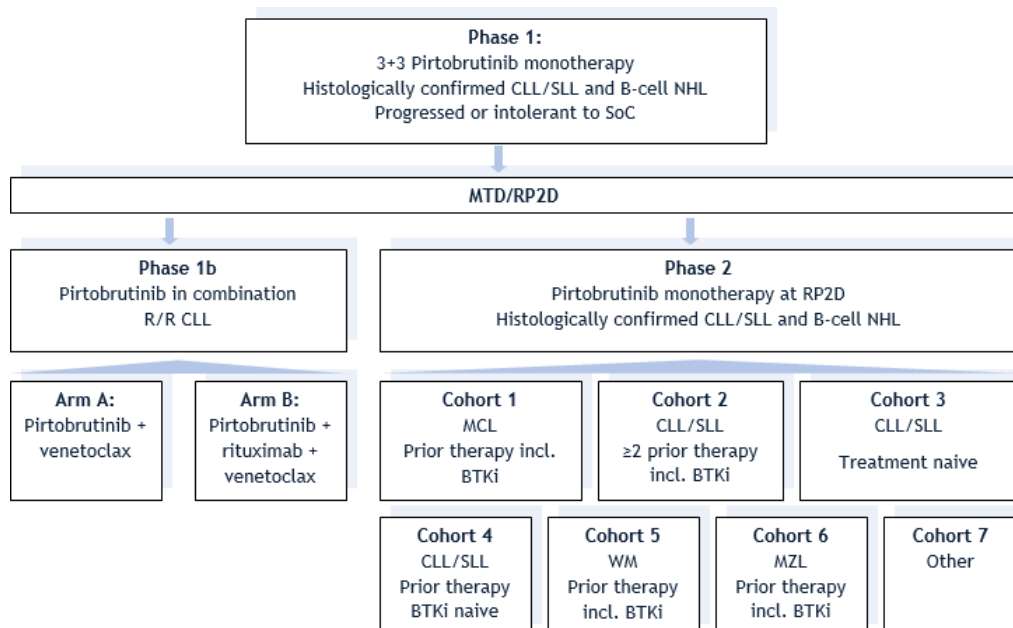 Phase 1:
3+3 Pirtobrutinib monotherapy
Histologically confirmed CLL/SLL and B-cell NHL
Progressed or intolerant to SoC
MTD/RP2D
Phase 1b
Pirtobrutinib in combination
R/R CLL
Phase 2
Pirtobrutinib monotherapy at RP2D
Histologically confirmed CLL/SLL and B-cell NHL
Arm A:
Pirtobrutinib +
venetoclax
Arm B:
Pirtobrutinib +
rituximab +
venetoclax
Cohort 1
MCL
Prior therapy incl.
BTKi
Cohort 2
CLL/SLL
≥2 prior therapy
incl. BTKi
Cohort 3
CLL/SLL
Treatment naive
Cohort 4
CLL/SLL
Prior therapy
BTKi naive
Cohort 5
WM
Prior therapy
incl. BTKi
Cohort 6
MZL
Prior therapy
incl. BTKi
Cohort 7
Other